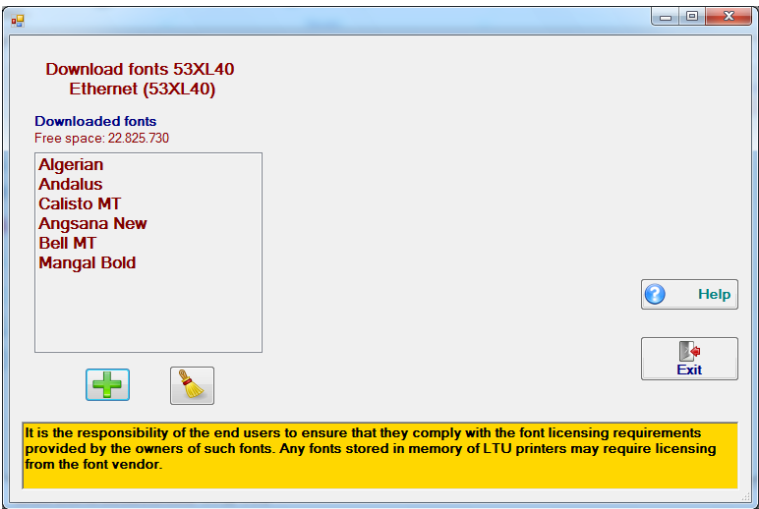 Download fonts 53XL40
Ethernet (53XL40)
Downloaded fonts
Free space: 22.825.730
Algerian
Andalus
Calisto MT
Angsana New
Bell MT
Mangal Bold
Help
Exit
It is the responsibility of the end users to ensure that they comply with the font licensing requirements
provided by the owners of such fonts. Any fonts stored in memory of LTU printers may require licensing
from the font vendor.